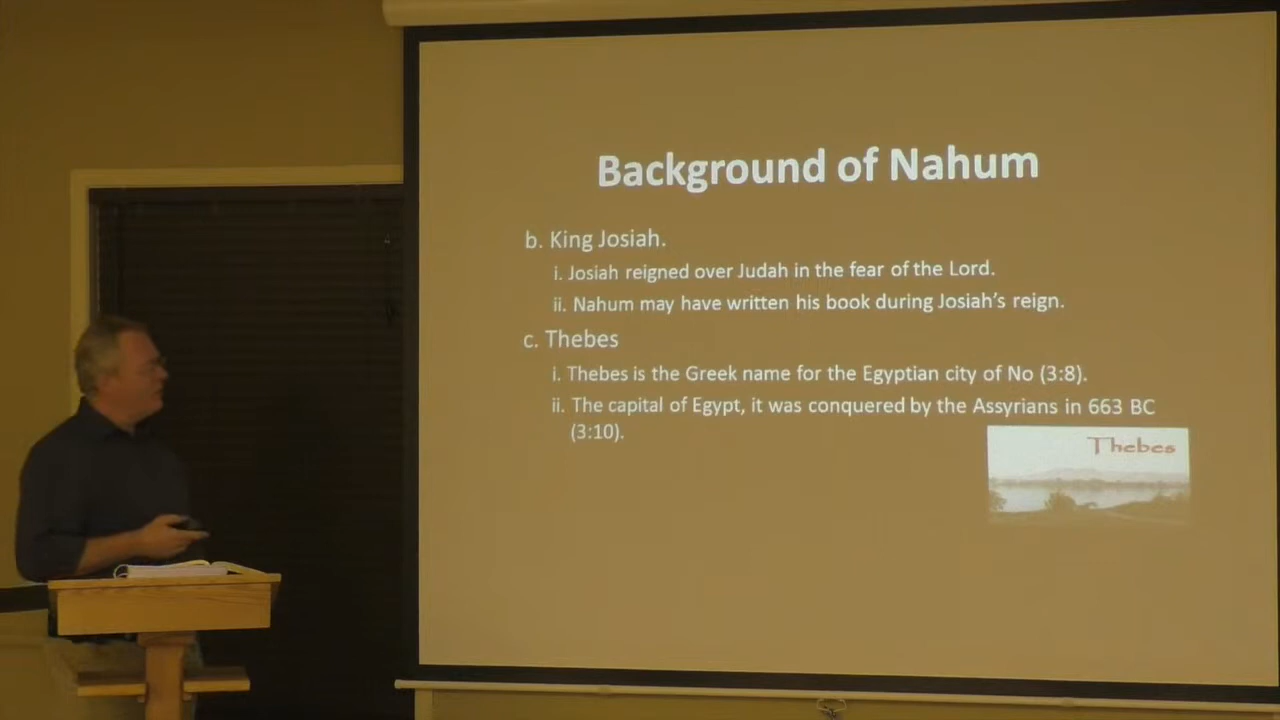 Background of Nahum
b. King Josiah.
i. Josiah reigned over Judah in the fear of the Lord.
ii. Nahum may have written his book during Josiah's reign.
c. Thebes
i. Thebes is the Greek name for the Egyptian city of No (3:8).
ii. The capital of Egypt, it was conquered by the Assyrians in 663 BC
(3:10).
Thebes